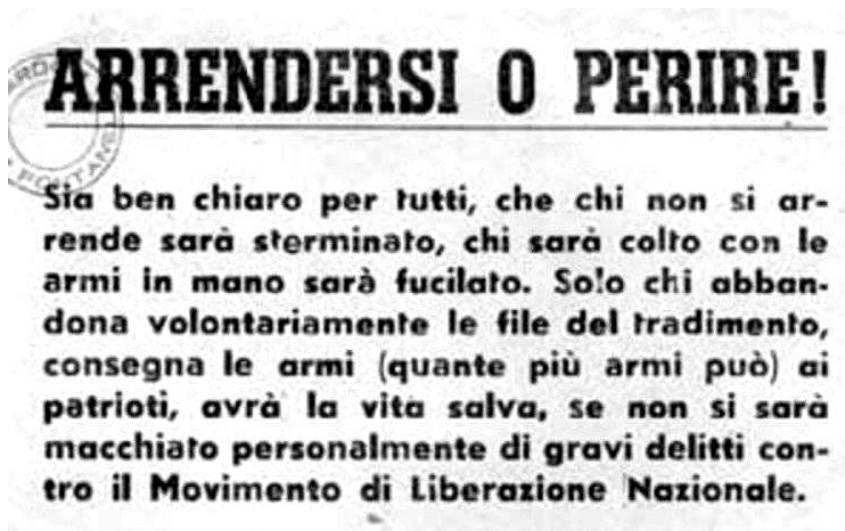 ARRENDERSI O PERIRE!
Sia ben chiaro per tutti, che chi non si ar-
rende sarà sterminato, chi sarà colto con le
armi in mano sarà fucilato. Solo chi abban-
dona volontariamente le file del tradimento,
consegna le armi (quante più armi può) ai
patrioti, avrà la vita salva, se non si sarà
macchiato personalmente di gravi delitti con-
tro il Movimento di Liberazione Nazionale.